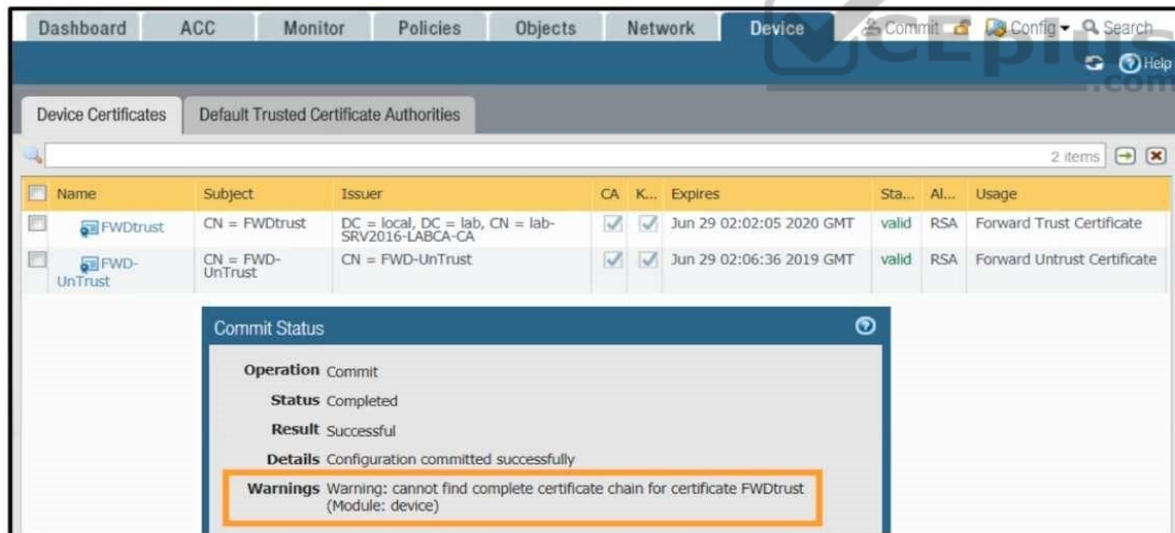 Dashboard ACC Monitor Policies Objects Network Device Commit Config Search
Help
CEplus
.com
Device Certificates Default Trusted Certificate Authorities
2 items
Name Subject Issuer CA K... Expires Sta... Al... Usage
FWDtrust CN = FWDtrust DC = local, DC = lab, CN = lab-
SRV2016-LABCA-CA Jun 29 02:02:05 2020 GMT valid RSA Forward Trust Certificate
FWD-
UnTrust CN = FWD-
UnTrust CN = FWD-UnTrust Jun 29 02:06:36 2019 GMT valid RSA Forward Untrust Certificate
Commit Status
Operation Commit
Status Completed
Result Successful
Details Configuration committed successfully
Warnings Warning: cannot find complete certificate chain for certificate FWDtrust
(Module: device)